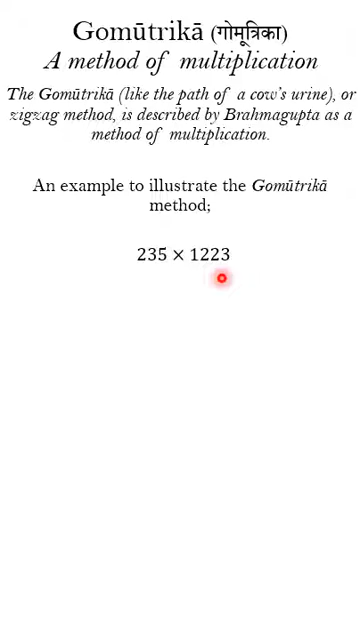 Gomūtrikā (गोमूत्रिका)
A method of multiplication
The Gomūtrikā (like the path of a cow's urine), or
zigzag method, is described by Brahmagupta as a
method of multiplication.
An example to illustrate the Gomūtrikā
method;
235 × 1223